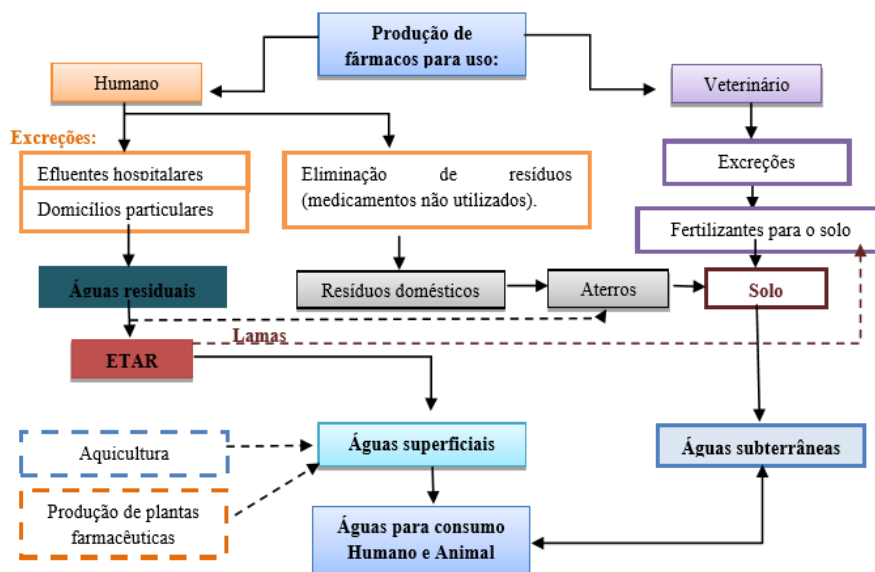 Produção de
fármacos para uso:
Humano
Veterinário
Excreções:
Efluentes hospitalares
Domicílios particulares
Eliminação de resíduos
(medicamentos não utilizados).
Excreções
Fertilizantes para o solo
Águas residuais
Resíduos domésticos
Aterros
Solo
Lamas
ETAR
Aquicultura
Águas superficiais
Águas subterrâneas
Produção de plantas
farmacêuticas
Águas para consumo
Humano e Animal